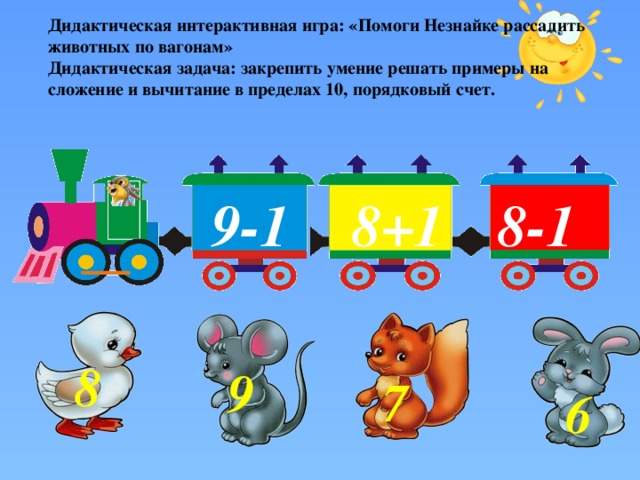 Дидактическая интерактивная игра: «Помоги Незнайке рассадить
животных по вагонам»
Дидактическая задача: закрепить умение решать примеры на
сложение и вычитание в пределах 10, порядковый счет.
9-1 8+1 8-1
8 9 7 6